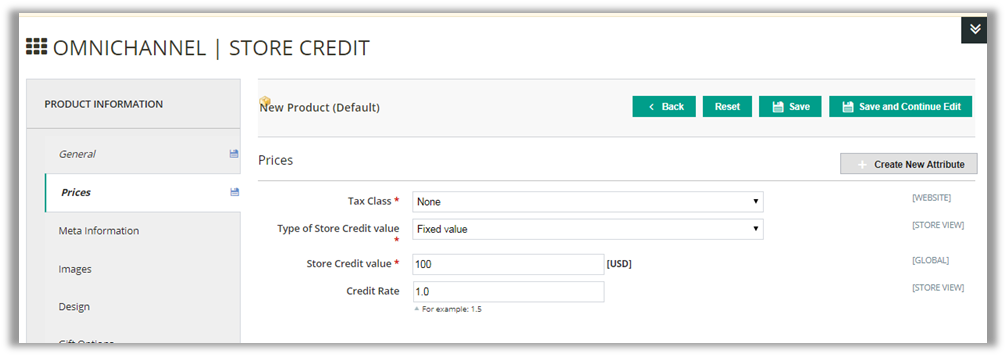 OMNICHANNEL | STORE CREDIT
PRODUCT INFORMATION
General
Prices
Meta Information
Images
Design
Gift Options
New Product (Default)
Back
Reset
Save
Save and Continue Edit
Prices
Create New Attribute
Tax Class * None [WEBSITE]
Type of Store Credit value * Fixed value [STORE VIEW]
Store Credit value * 100 [USD] [GLOBAL]
Credit Rate 1.0 [STORE VIEW]
For example: 1.5